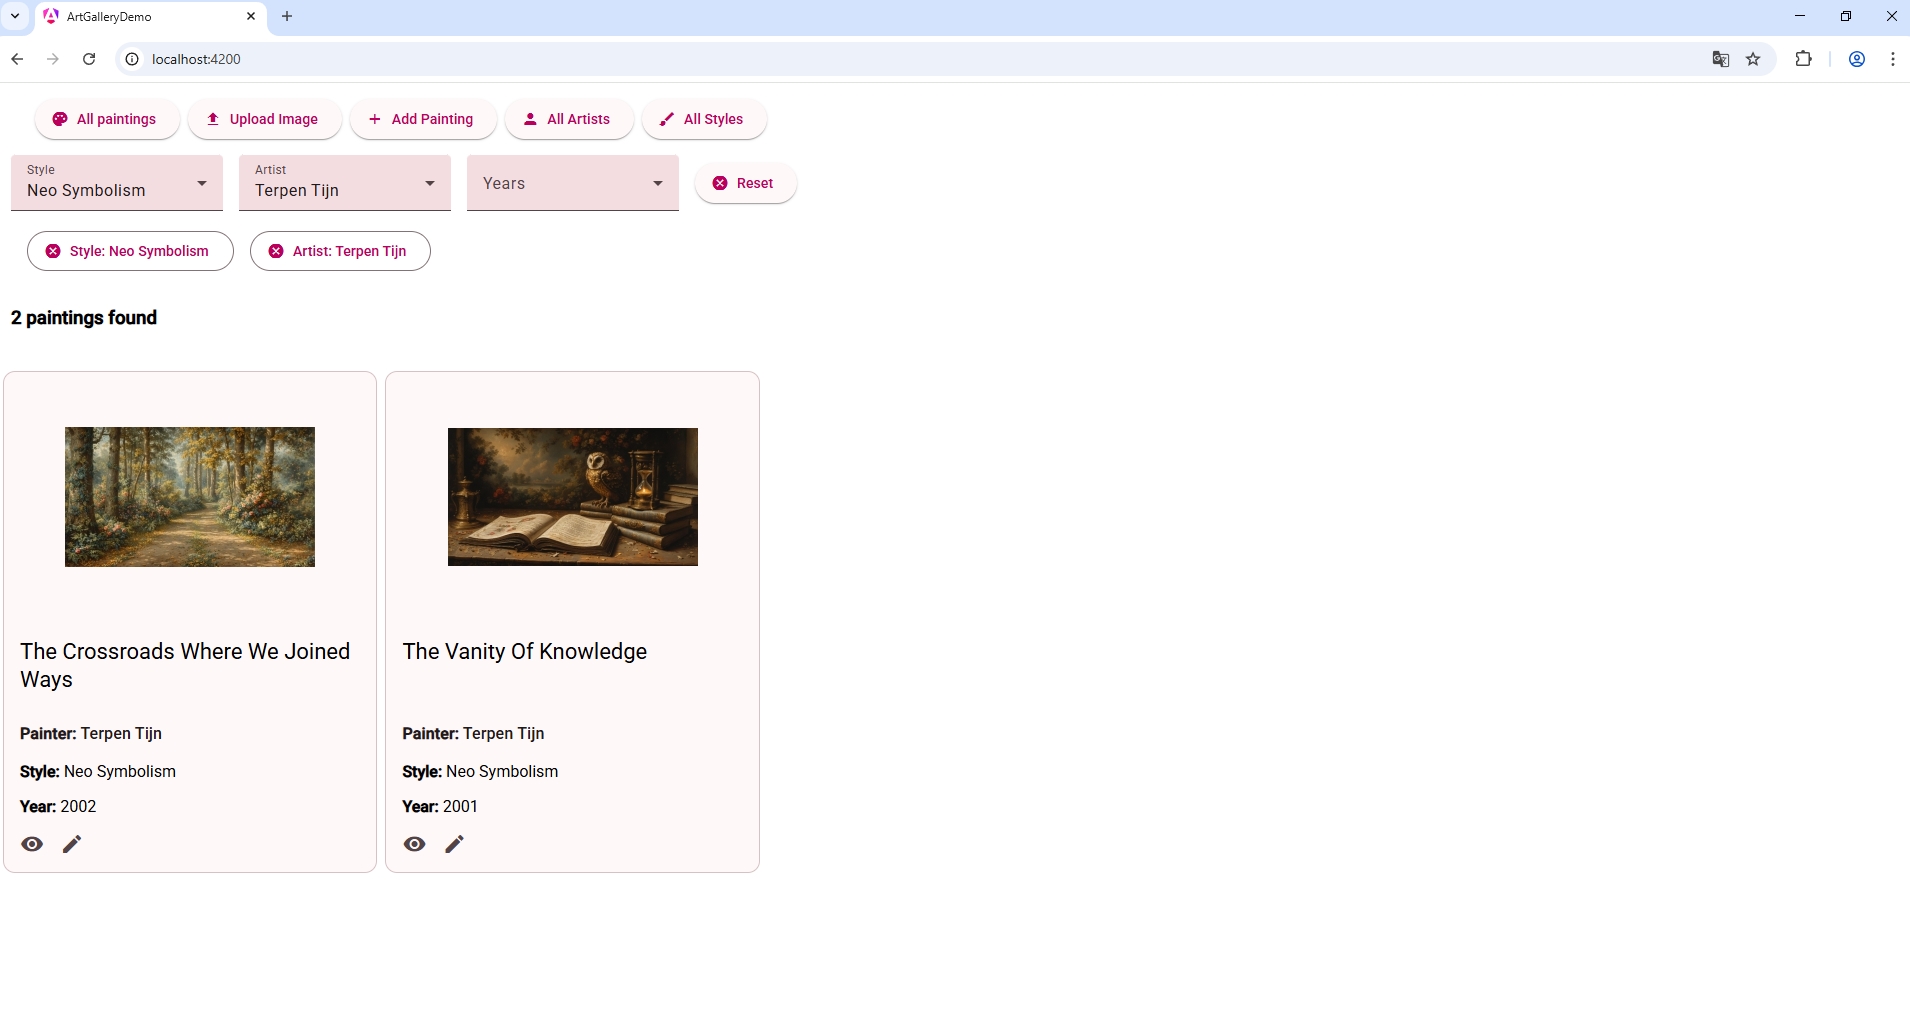 ArtGalleryDemo
localhost:4200
All paintings Upload Image Add Painting All Artists All Styles
Style Artist
Neo Symbolism Terpen Tijn Years Reset
Style: Neo Symbolism Artist: Terpen Tijn
2 paintings found
The Crossroads Where We Joined
Ways
Painter: Terpen Tijn
Style: Neo Symbolism
Year: 2002
The Vanity Of Knowledge
Painter: Terpen Tijn
Style: Neo Symbolism
Year: 2001